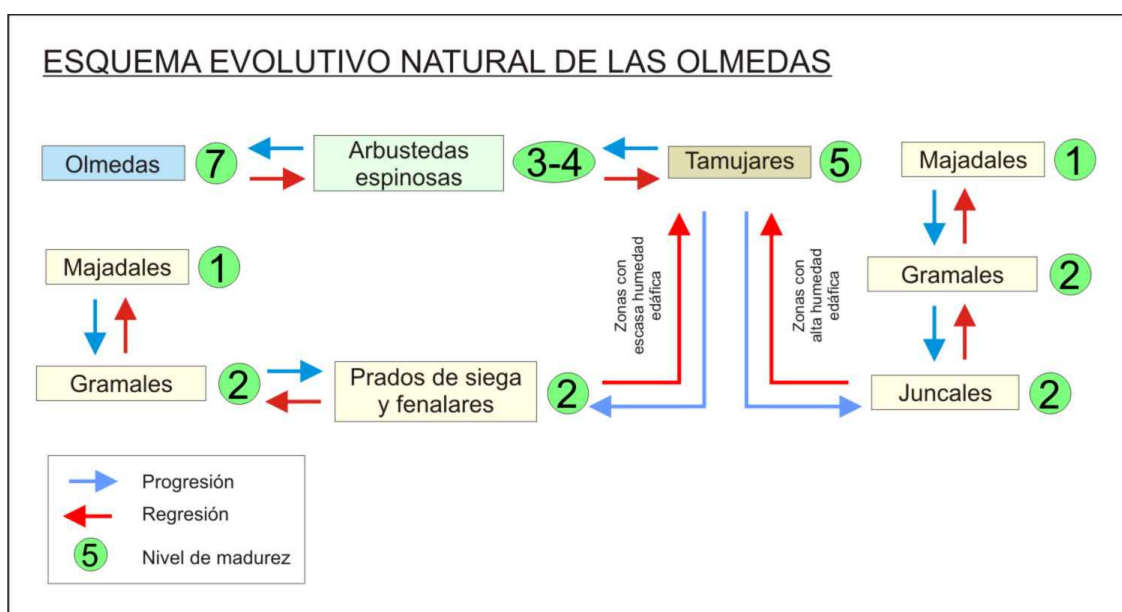 ESQUEMA EVOLUTIVO NATURAL DE LAS OLMEDAS
Olmedas
7
Arbustedas
espinosas
3-4
Tamujares
5
Majadales
1
Majadales
1
Zonas con
escasa humedad
edáfica
Zonas con
alta humedad
edáfica
Gramales
2
Gramales
2
Prados de siega
y fenalares
2
Juncales
2
Progresión
Regresión
5
Nivel de madurez